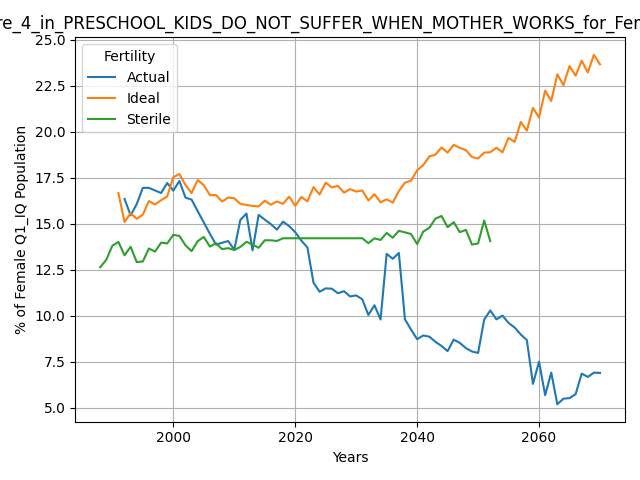 re_4_in_PRESCHOOL_KIDS_DO_NOT_SUFFER_WHEN_MOTHER_WORKS_for_Fer
Fertility
Actual
Ideal
Sterile
% of Female Q1_IQ Population
25.0
22.5
20.0
17.5
15.0
12.5
10.0
7.5
5.0
2000
2020
2040
2060
Years